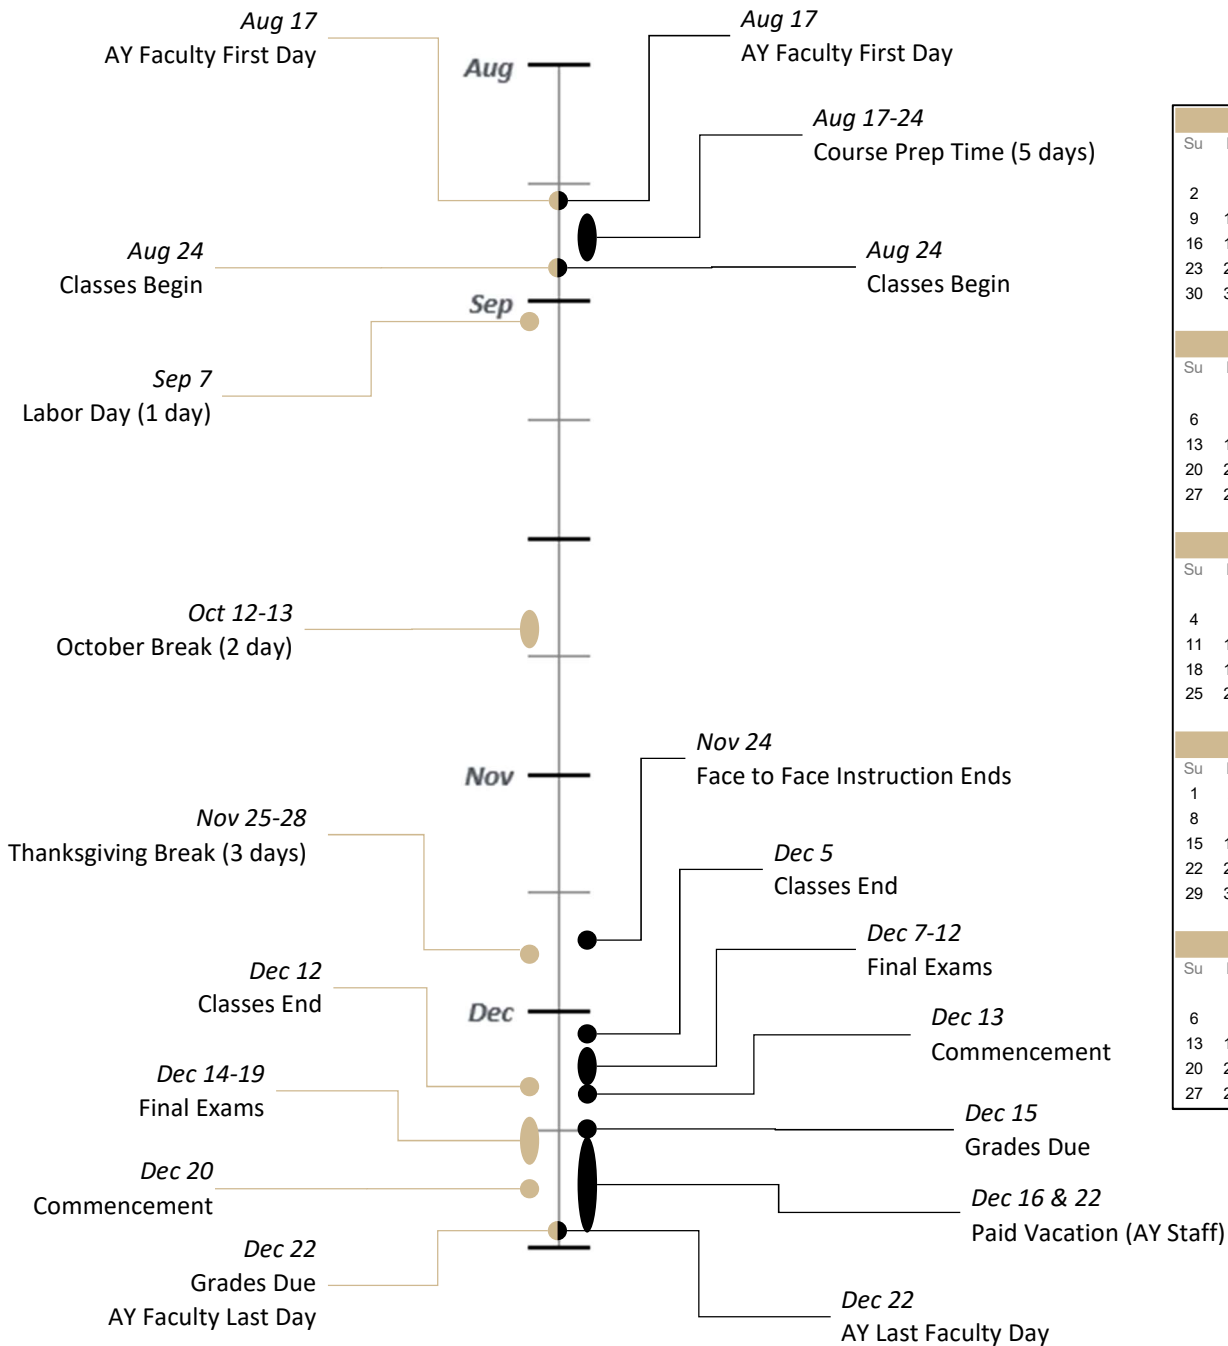 Aug 17
AY Faculty First Day
Aug 24
Classes Begin
Sep 7
Labor Day (1 day)
Oct 12-13
October Break (2 day)
Nov 25-28
Thanksgiving Break (3 days)
Dec 12
Classes End
Dec 14-19
Final Exams
Dec 20
Commencement
Dec 22
Grades Due
AY Faculty Last Day
Aug
Sep
Nov
Dec
Aug 17
AY Faculty First Day
Aug 17-24
Course Prep Time (5 days)
Aug 24
Classes Begin
Nov 24
Face to Face Instruction Ends
Dec 5
Classes End
Dec 7-12
Final Exams
Dec 13
Commencement
Dec 15
Grades Due
Dec 16 & 22
Paid Vacation (AY Staff)
Dec 22
AY Last Faculty Day
Su
2
9
16
23
30
Su
6
13
20
27
Su
4
11
18
25
Su
1
8
15
22
29
Su
6
13
20
27